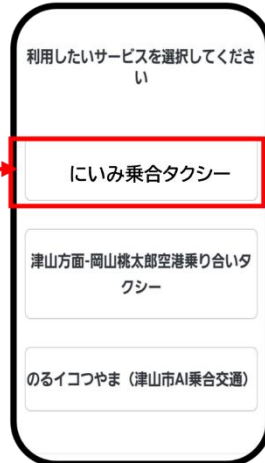 利用したいサービスを選択してくださ
い
にいみ乗合タクシー
津山方面-岡山桃太郎空港乗り合いタ
クシー
のるイコつやま（津山市AI乗合交通）